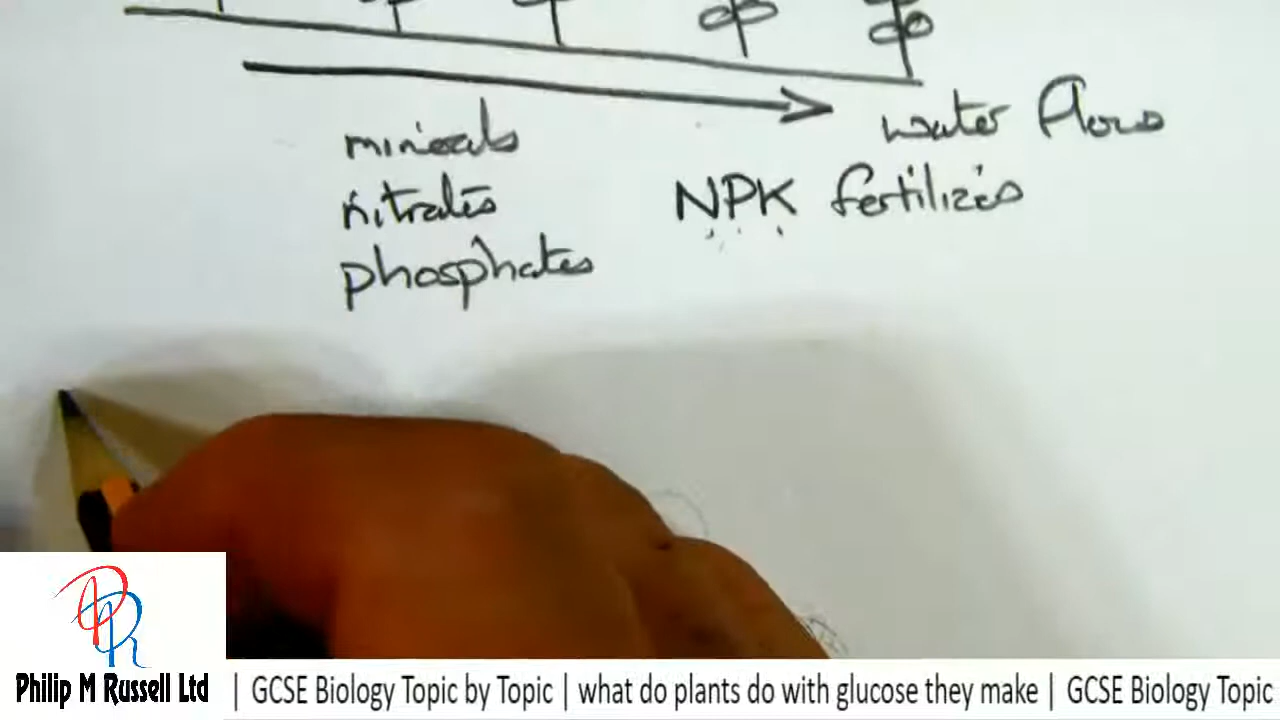 water flows
minerals
nitrates
NPK fertilizers
phosphates
Philip M Russell Ltd
| GCSE Biology Topic by Topic | what do plants do with glucose they make | GCSE Biology Topic